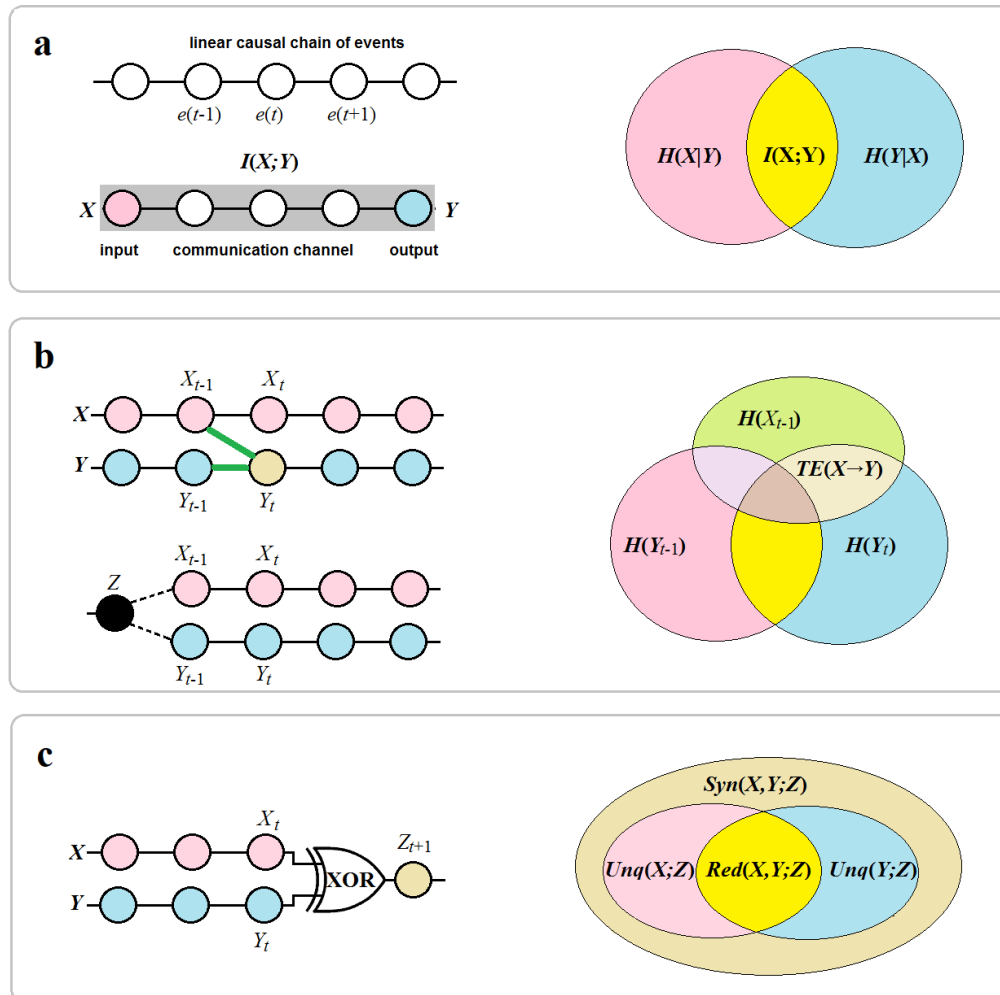 a
linear causal chain of events
e(t-1) e(t) e(t+1)
I(X;Y)
X Y
input communication channel output
H(X|Y) I(X;Y) H(Y|X)
b
Xt-1 Xt
X
Y
Yt-1 Yt
Xt-1 Xt
Z
Yt-1 Yt
H(Xt-1)
TE(X→Y)
H(Yt-1) H(Yt)
c
Xt
X
XOR
Zt+1
Y
Yt
Syn(X,Y;Z)
Unq(X;Z) Red(X,Y;Z) Unq(Y;Z)